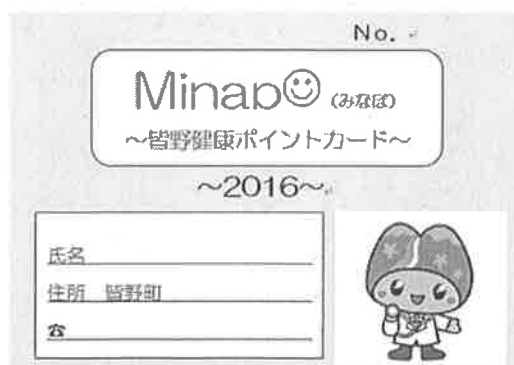 No.
Minap☺ (みなぽ)
～皆野健康ポイントカード～
～2016～
氏名
住所 皆野町
☎